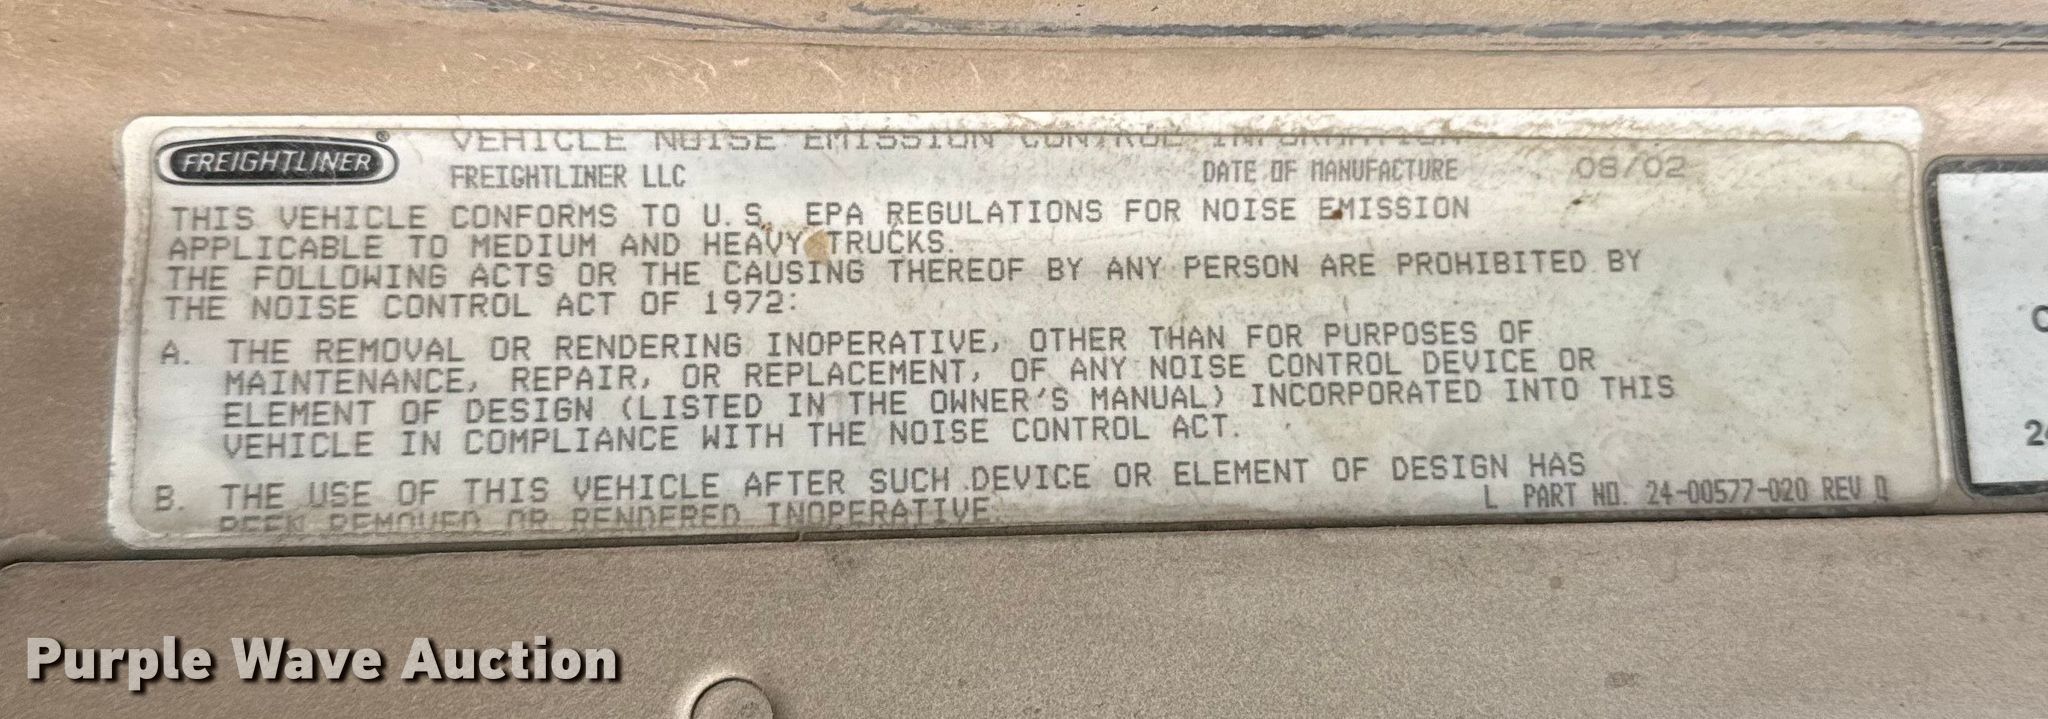 FREIGHTLINER ®
VEHICLE NOISE EMISSION CONTROL INFORMATION
FREIGHTLINER LLC DATE OF MANUFACTURE 08/02
THIS VEHICLE CONFORMS TO U.S. EPA REGULATIONS FOR NOISE EMISSION
APPLICABLE TO MEDIUM AND HEAVY TRUCKS.
THE FOLLOWING ACTS OR THE CAUSING THEREOF BY ANY PERSON ARE PROHIBITED BY
THE NOISE CONTROL ACT OF 1972:
A. THE REMOVAL OR RENDERING INOPERATIVE, OTHER THAN FOR PURPOSES OF
MAINTENANCE, REPAIR, OR REPLACEMENT, OF ANY NOISE CONTROL DEVICE OR
ELEMENT OF DESIGN (LISTED IN THE OWNER'S MANUAL) INCORPORATED INTO THIS
VEHICLE IN COMPLIANCE WITH THE NOISE CONTROL ACT.
B. THE USE OF THIS VEHICLE AFTER SUCH DEVICE OR ELEMENT OF DESIGN HAS
BEEN REMOVED OR RENDERED INOPERATIVE.
L PART NO. 24-00577-020 REV D
Purple Wave Auction